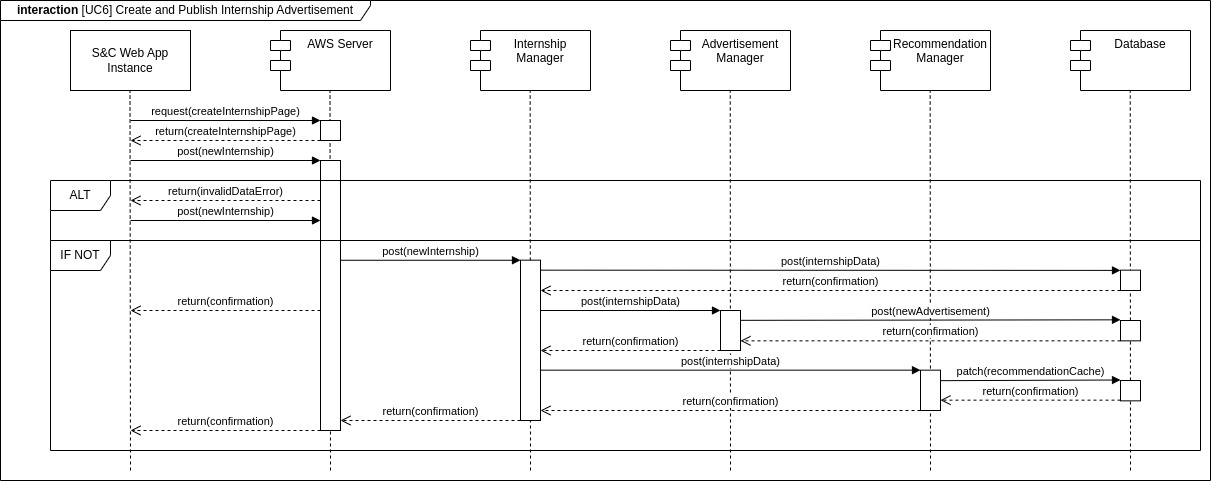 interaction [UC6] Create and Publish Internship Advertisement
S&C Web App
Instance
AWS Server
Internship
Manager
Advertisement
Manager
Recommendation
Manager
Database
request(createInternshipPage)
return(createInternshipPage)
post(newInternship)
ALT
return(invalidDataError)
post(newInternship)
IF NOT
post(newInternship)
post(internshipData)
return(confirmation)
return(confirmation)
post(internshipData)
post(newAdvertisement)
return(confirmation)
return(confirmation)
post(internshipData)
patch(recommendationCache)
return(confirmation)
return(confirmation)
return(confirmation)
return(confirmation)